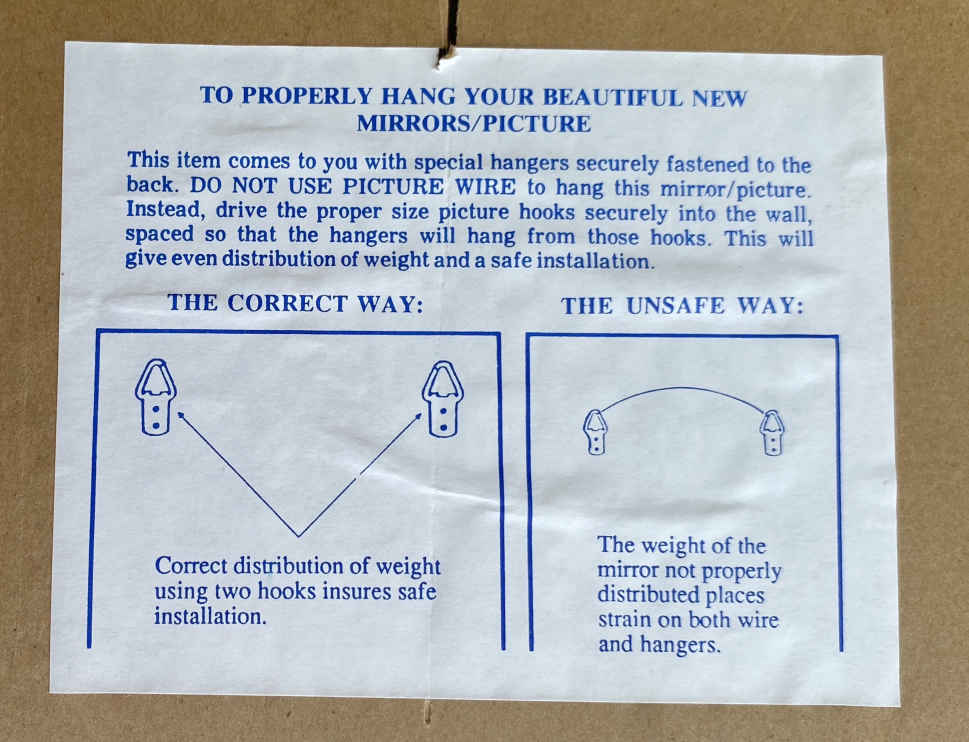 TO PROPERLY HANG YOUR BEAUTIFUL NEW
MIRRORS/PICTURE
This item comes to you with special hangers securely fastened to the
back. DO NOT USE PICTURE WIRE to hang this mirror/picture.
Instead, drive the proper size picture hooks securely into the wall,
spaced so that the hangers will hang from those hooks. This will
give even distribution of weight and a safe installation.
THE CORRECT WAY:
Correct distribution of weight
using two hooks insures safe
installation.
THE UNSAFE WAY:
The weight of the
mirror not properly
distributed places
strain on both wire
and hangers.